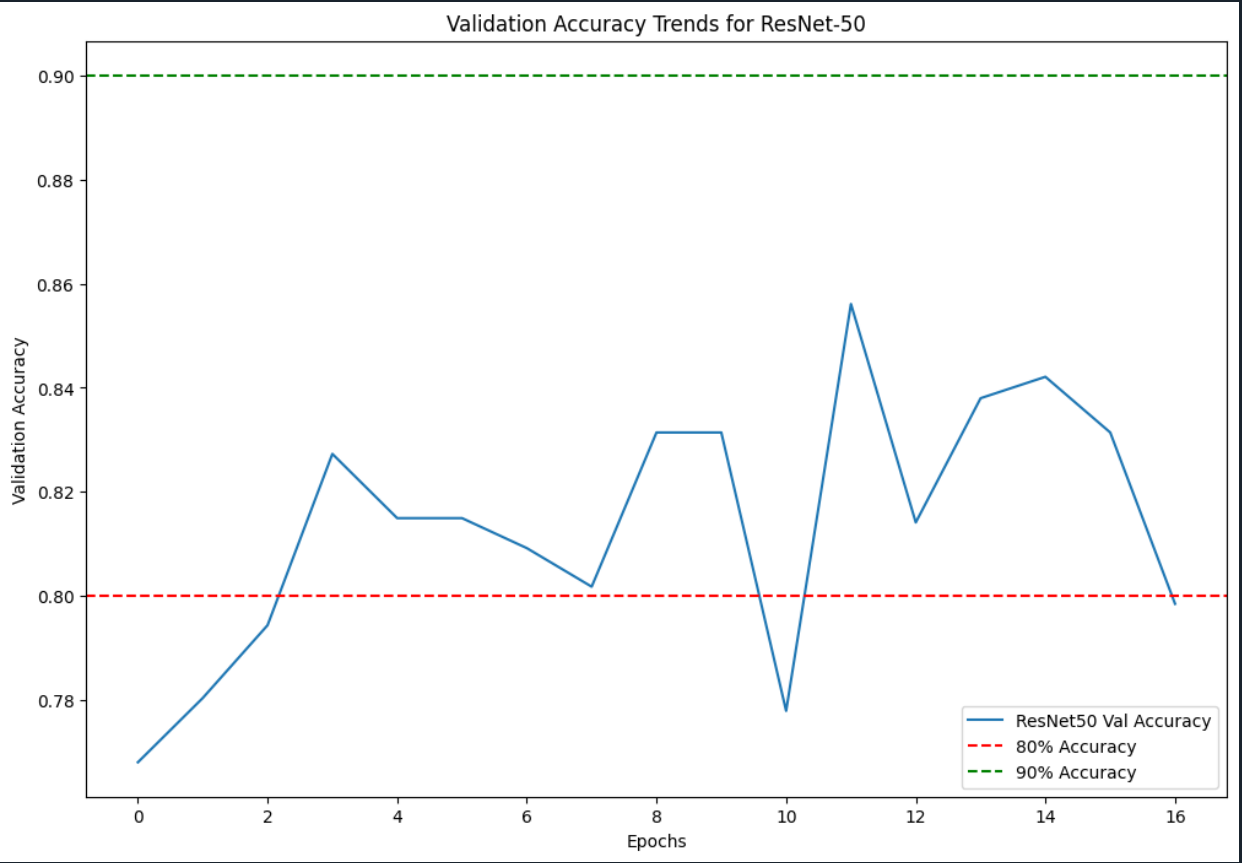 Validation Accuracy Trends for ResNet-50
0.90
0.88
0.86
0.84
0.82
0.80
0.78
Validation Accuracy
0
2
4
6
8
10
12
14
16
Epochs
ResNet50 Val Accuracy
80% Accuracy
90% Accuracy